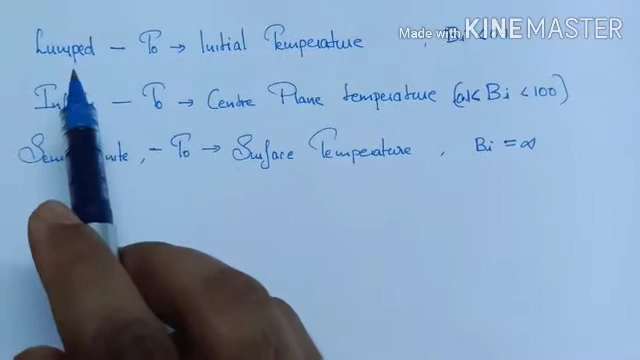 Lumped - To → Initial Temperature ,
Made with KINEMASTER
- To → Centre Plane temperature (0.1< Bi <100)
- To → Surface Temperature , Bi = ∞